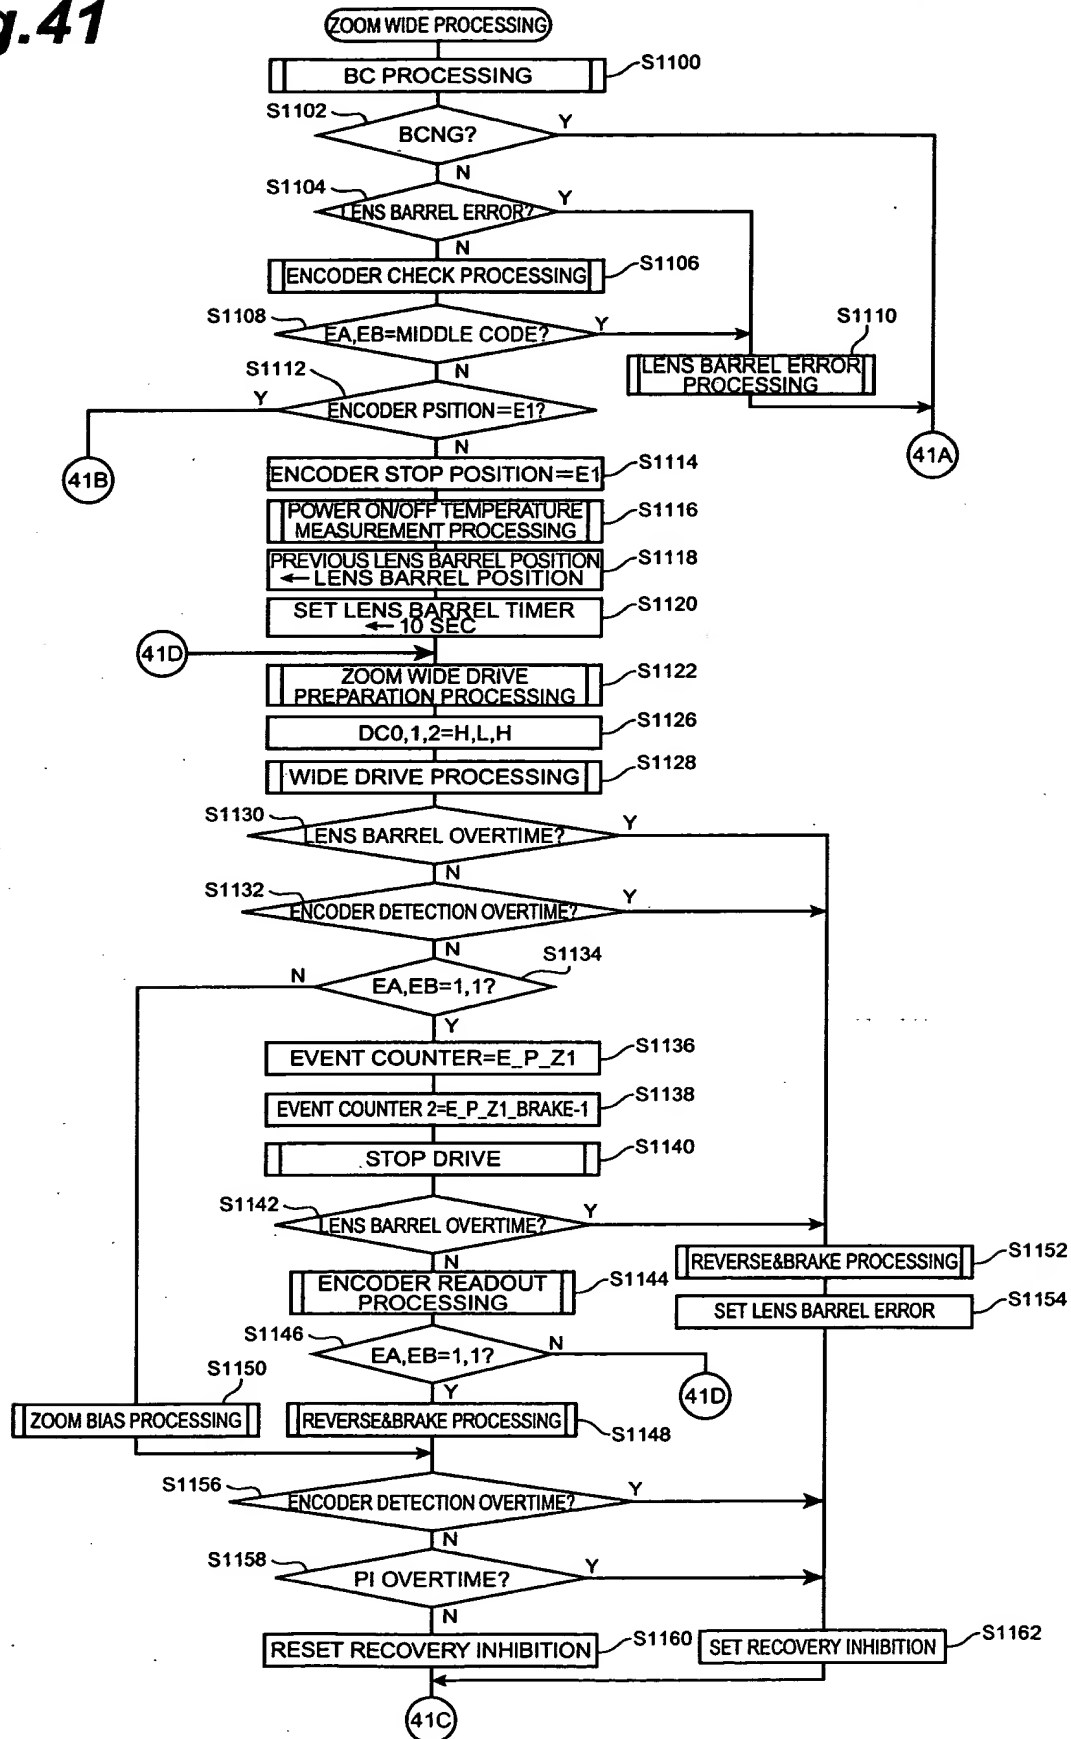 g.41
ZOOM WIDE PROCESSING
BC PROCESSING
S1100
S1102
BCNG?
Y
N
S1104
LENS BARREL ERROR?
Y
N
ENCODER CHECK PROCESSING
S1106
S1108
EA,EB=MIDDLE CODE?
Y
N
S1110
LENS BARREL ERROR
PROCESSING
S1112
Y
ENCODER PSITION=E1?
N
41B
41A
ENCODER STOP POSITION=E1
S1114
POWER ON/OFF TEMPERATURE
MEASUREMENT PROCESSING
S1116
PREVIOUS LENS BARREL POSITION
← LENS BARREL POSITION
S1118
SET LENS BARREL TIMER
← 10 SEC
S1120
41D
ZOOM WIDE DRIVE
PREPARATION PROCESSING
S1122
DC0,1,2=H,L,H
S1126
WIDE DRIVE PROCESSING
S1128
S1130
LENS BARREL OVERTIME?
Y
N
S1132
ENCODER DETECTION OVERTIME?
Y
N
S1134
N
EA,EB=1,1?
Y
EVENT COUNTER=E_P_Z1
S1136
EVENT COUNTER 2=E_P_Z1_BRAKE-1
S1138
STOP DRIVE
S1140
S1142
LENS BARREL OVERTIME?
Y
N
REVERSE&BRAKE PROCESSING
S1152
ENCODER READOUT
PROCESSING
S1144
SET LENS BARREL ERROR
S1154
S1146
EA,EB=1,1?
N
Y
41D
S1150
ZOOM BIAS PROCESSING
REVERSE&BRAKE PROCESSING
S1148
S1156
ENCODER DETECTION OVERTIME?
Y
N
S1158
PI OVERTIME?
Y
N
RESET RECOVERY INHIBITION
S1160
SET RECOVERY INHIBITION
S1162
41C